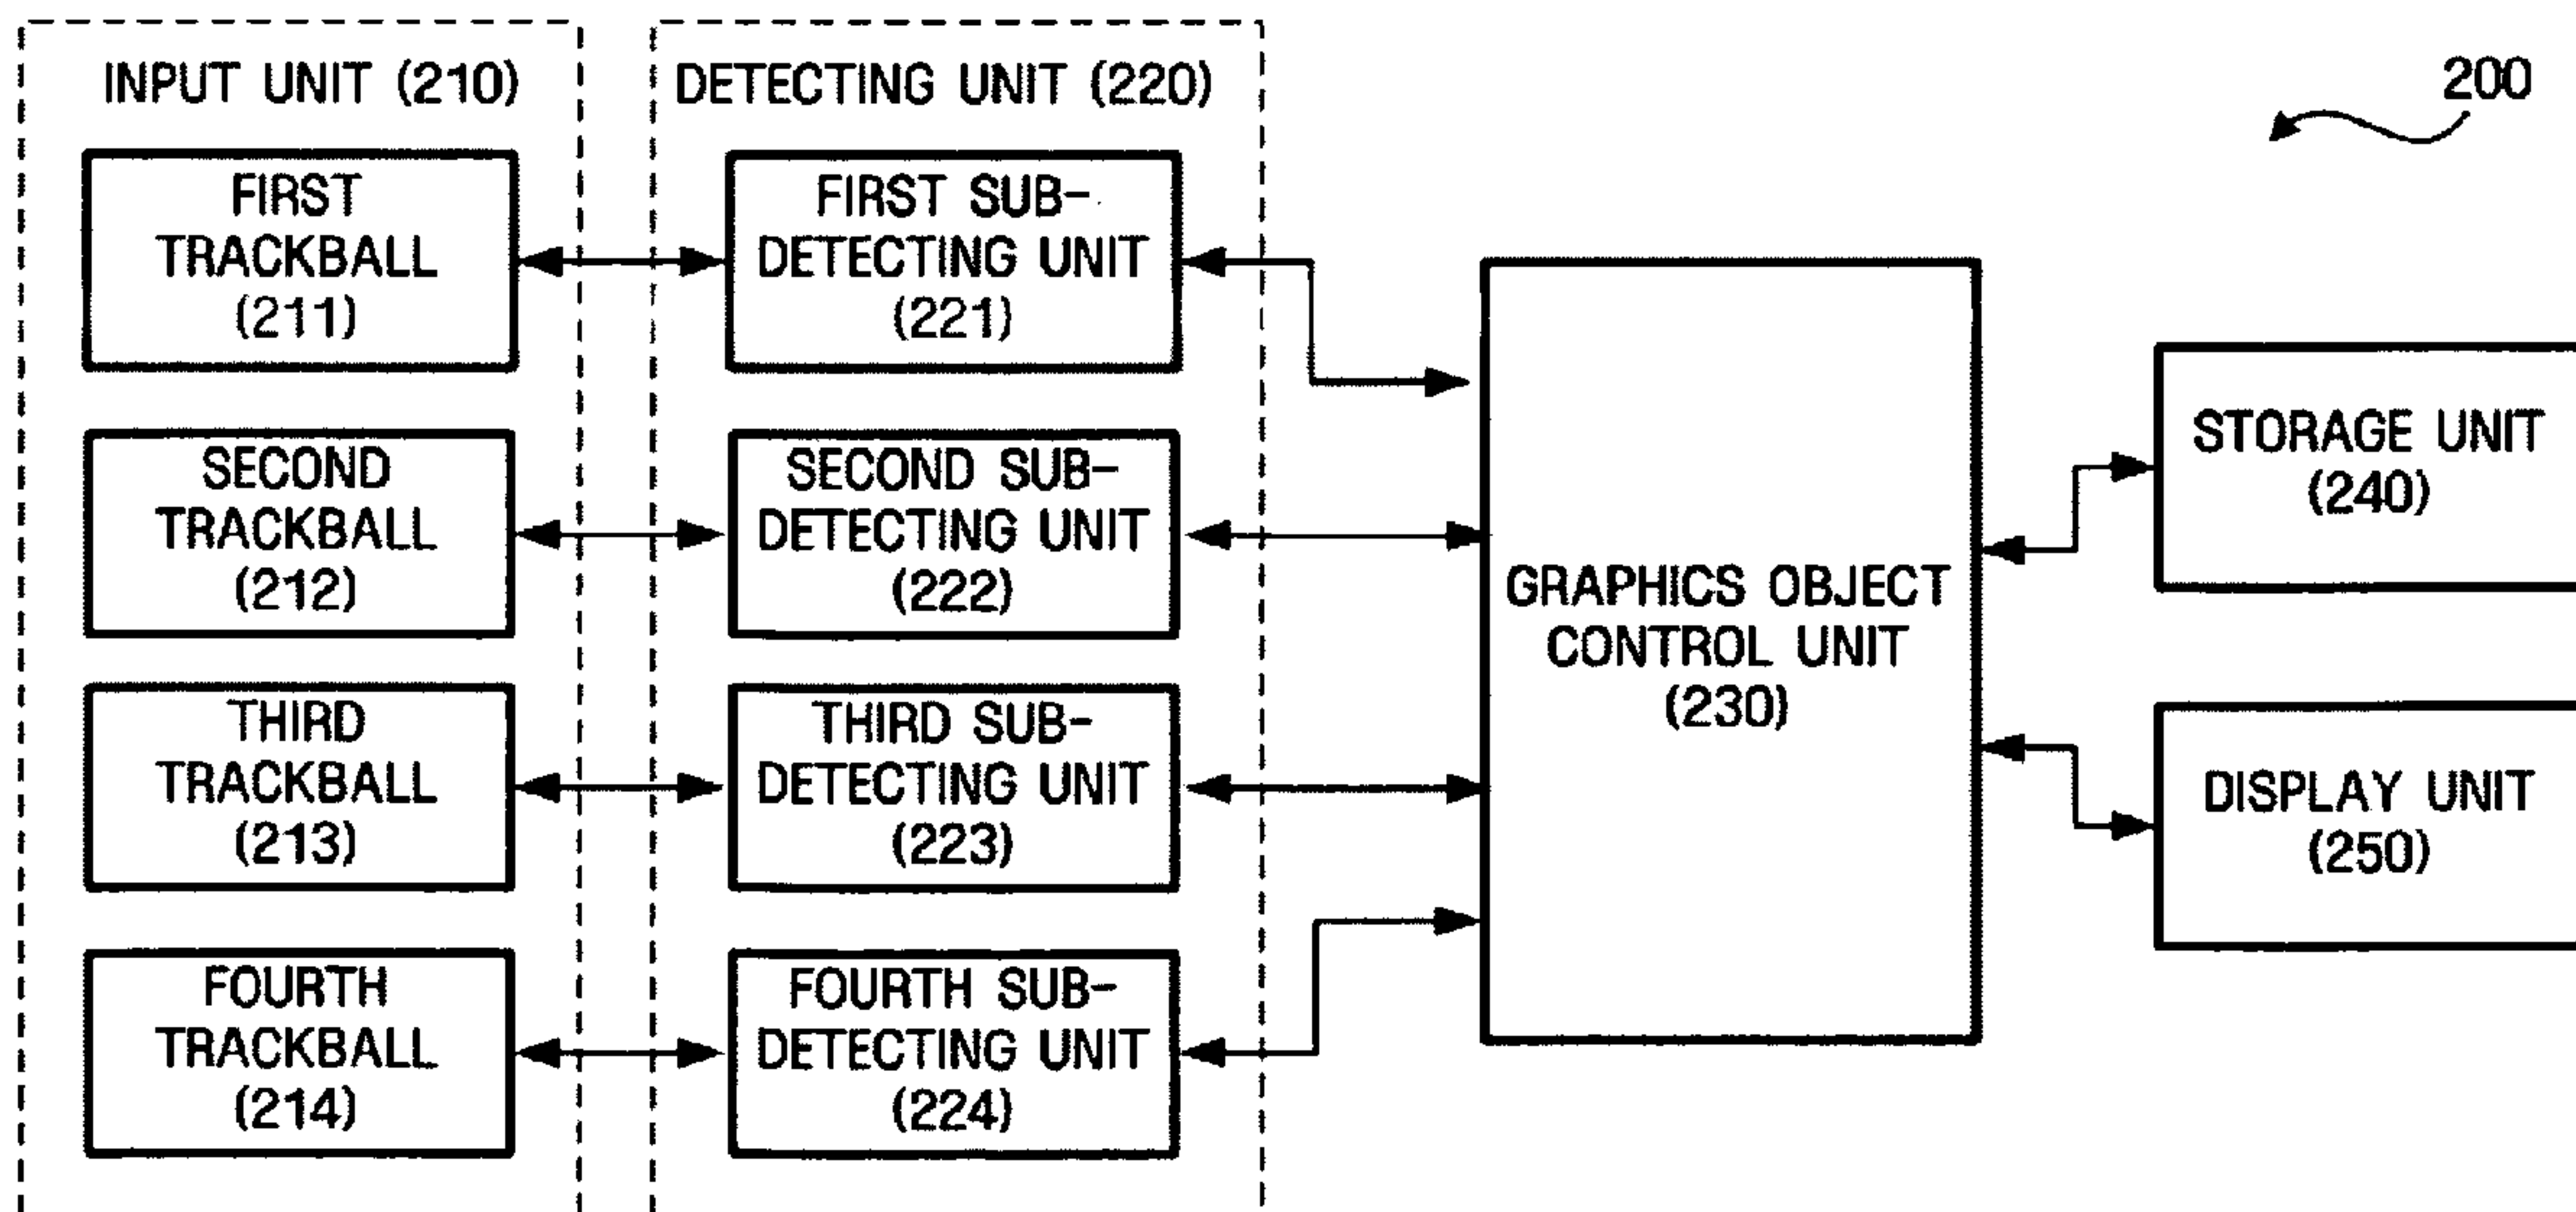 INPUT UNIT (210)
DETECTING UNIT (220)
200
FIRST
TRACKBALL
(211)
FIRST SUB-
DETECTING UNIT
(221)
SECOND
TRACKBALL
(212)
SECOND SUB-
DETECTING UNIT
(222)
THIRD
TRACKBALL
(213)
THIRD SUB-
DETECTING UNIT
(223)
FOURTH
TRACKBALL
(214)
FOURTH SUB-
DETECTING UNIT
(224)
GRAPHICS OBJECT
CONTROL UNIT
(230)
STORAGE UNIT
(240)
DISPLAY UNIT
(250)